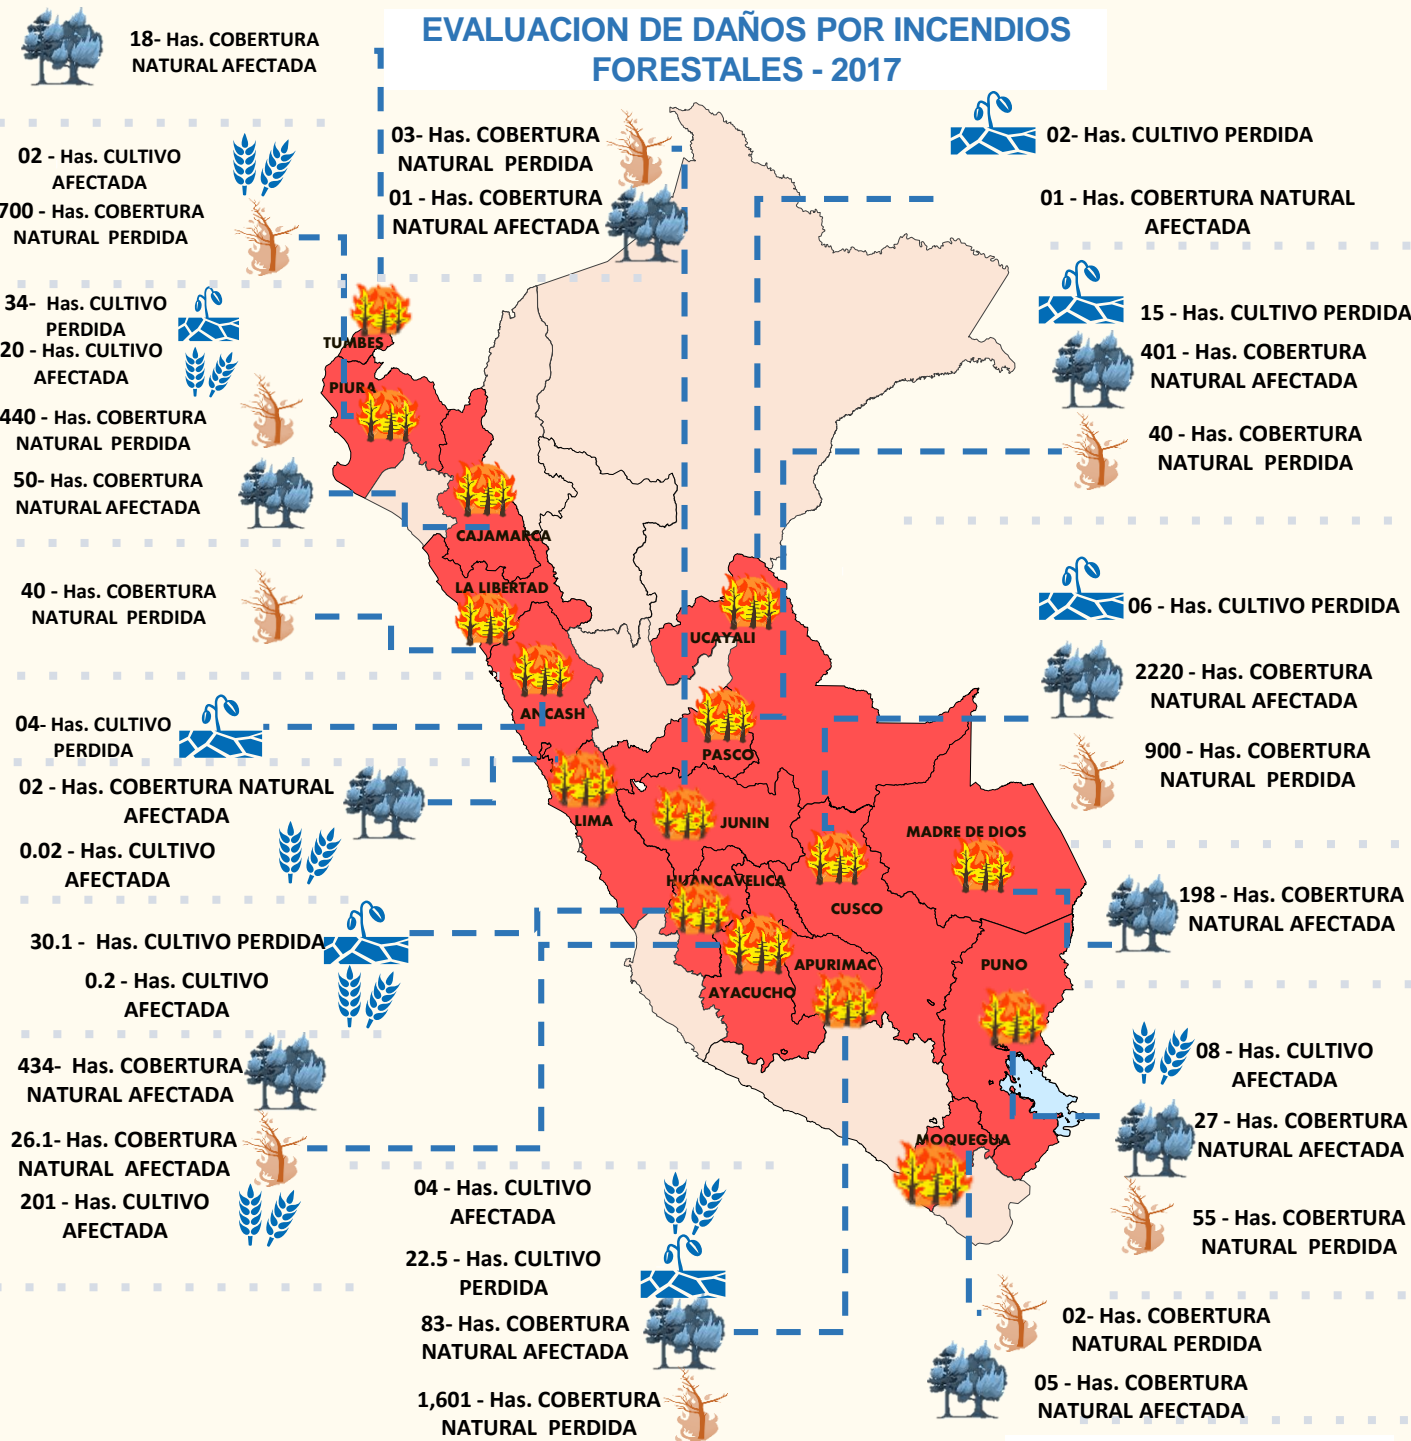 EVALUACION DE DAÑOS POR INCENDIOS
FORESTALES - 2017
18- Has. COBERTURA
NATURAL AFECTADA
02 - Has. CULTIVO
AFECTADA
700 - Has. COBERTURA
NATURAL PERDIDA
34- Has. CULTIVO
PERDIDA
20 - Has. CULTIVO
AFECTADA
440 - Has. COBERTURA
NATURAL PERDIDA
50- Has. COBERTURA
NATURAL AFECTADA
40 - Has. COBERTURA
NATURAL PERDIDA
04- Has. CULTIVO
PERDIDA
02 - Has. COBERTURA NATURAL
AFECTADA
0.02 - Has. CULTIVO
AFECTADA
30.1 - Has. CULTIVO PERDIDA
0.2 - Has. CULTIVO
AFECTADA
434- Has. COBERTURA
NATURAL AFECTADA
26.1- Has. COBERTURA
NATURAL AFECTADA
201 - Has. CULTIVO
AFECTADA
03- Has. COBERTURA
NATURAL PERDIDA
01 - Has. COBERTURA
NATURAL AFECTADA
TUMBES
PIURA
CAJAMARCA
LA LIBERTAD
ANCASH
UCAYALI
PASCO
LIMA
JUNIN
MADRE DE DIOS
HUANCAVELICA
CUSCO
APURIMAC
PUNO
AYACUCHO
MOQUEGUA
04 - Has. CULTIVO
AFECTADA
22.5 - Has. CULTIVO
PERDIDA
83- Has. COBERTURA
NATURAL AFECTADA
1,601 - Has. COBERTURA
NATURAL PERDIDA
02- Has. CULTIVO PERDIDA
01 - Has. COBERTURA NATURAL
AFECTADA
15 - Has. CULTIVO PERDIDA
401 - Has. COBERTURA
NATURAL AFECTADA
40 - Has. COBERTURA
NATURAL PERDIDA
06 - Has. CULTIVO PERDIDA
2220 - Has. COBERTURA
NATURAL AFECTADA
900 - Has. COBERTURA
NATURAL PERDIDA
198 - Has. COBERTURA
NATURAL AFECTADA
08 - Has. CULTIVO
AFECTADA
27 - Has. COBERTURA
NATURAL AFECTADA
55 - Has. COBERTURA
NATURAL PERDIDA
02- Has. COBERTURA
NATURAL PERDIDA
05 - Has. COBERTURA
NATURAL AFECTADA